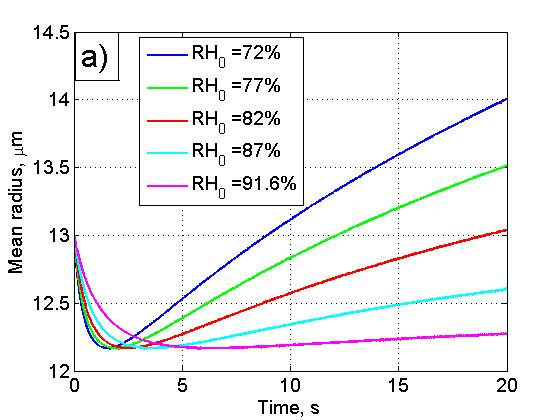 a)
RH0 =72%
RH0 =77%
RH0 =82%
RH0 =87%
RH0 =91.6%
Mean radius, μm
14.5
14
13.5
13
12.5
12
0 5 10 15 20
Time, s